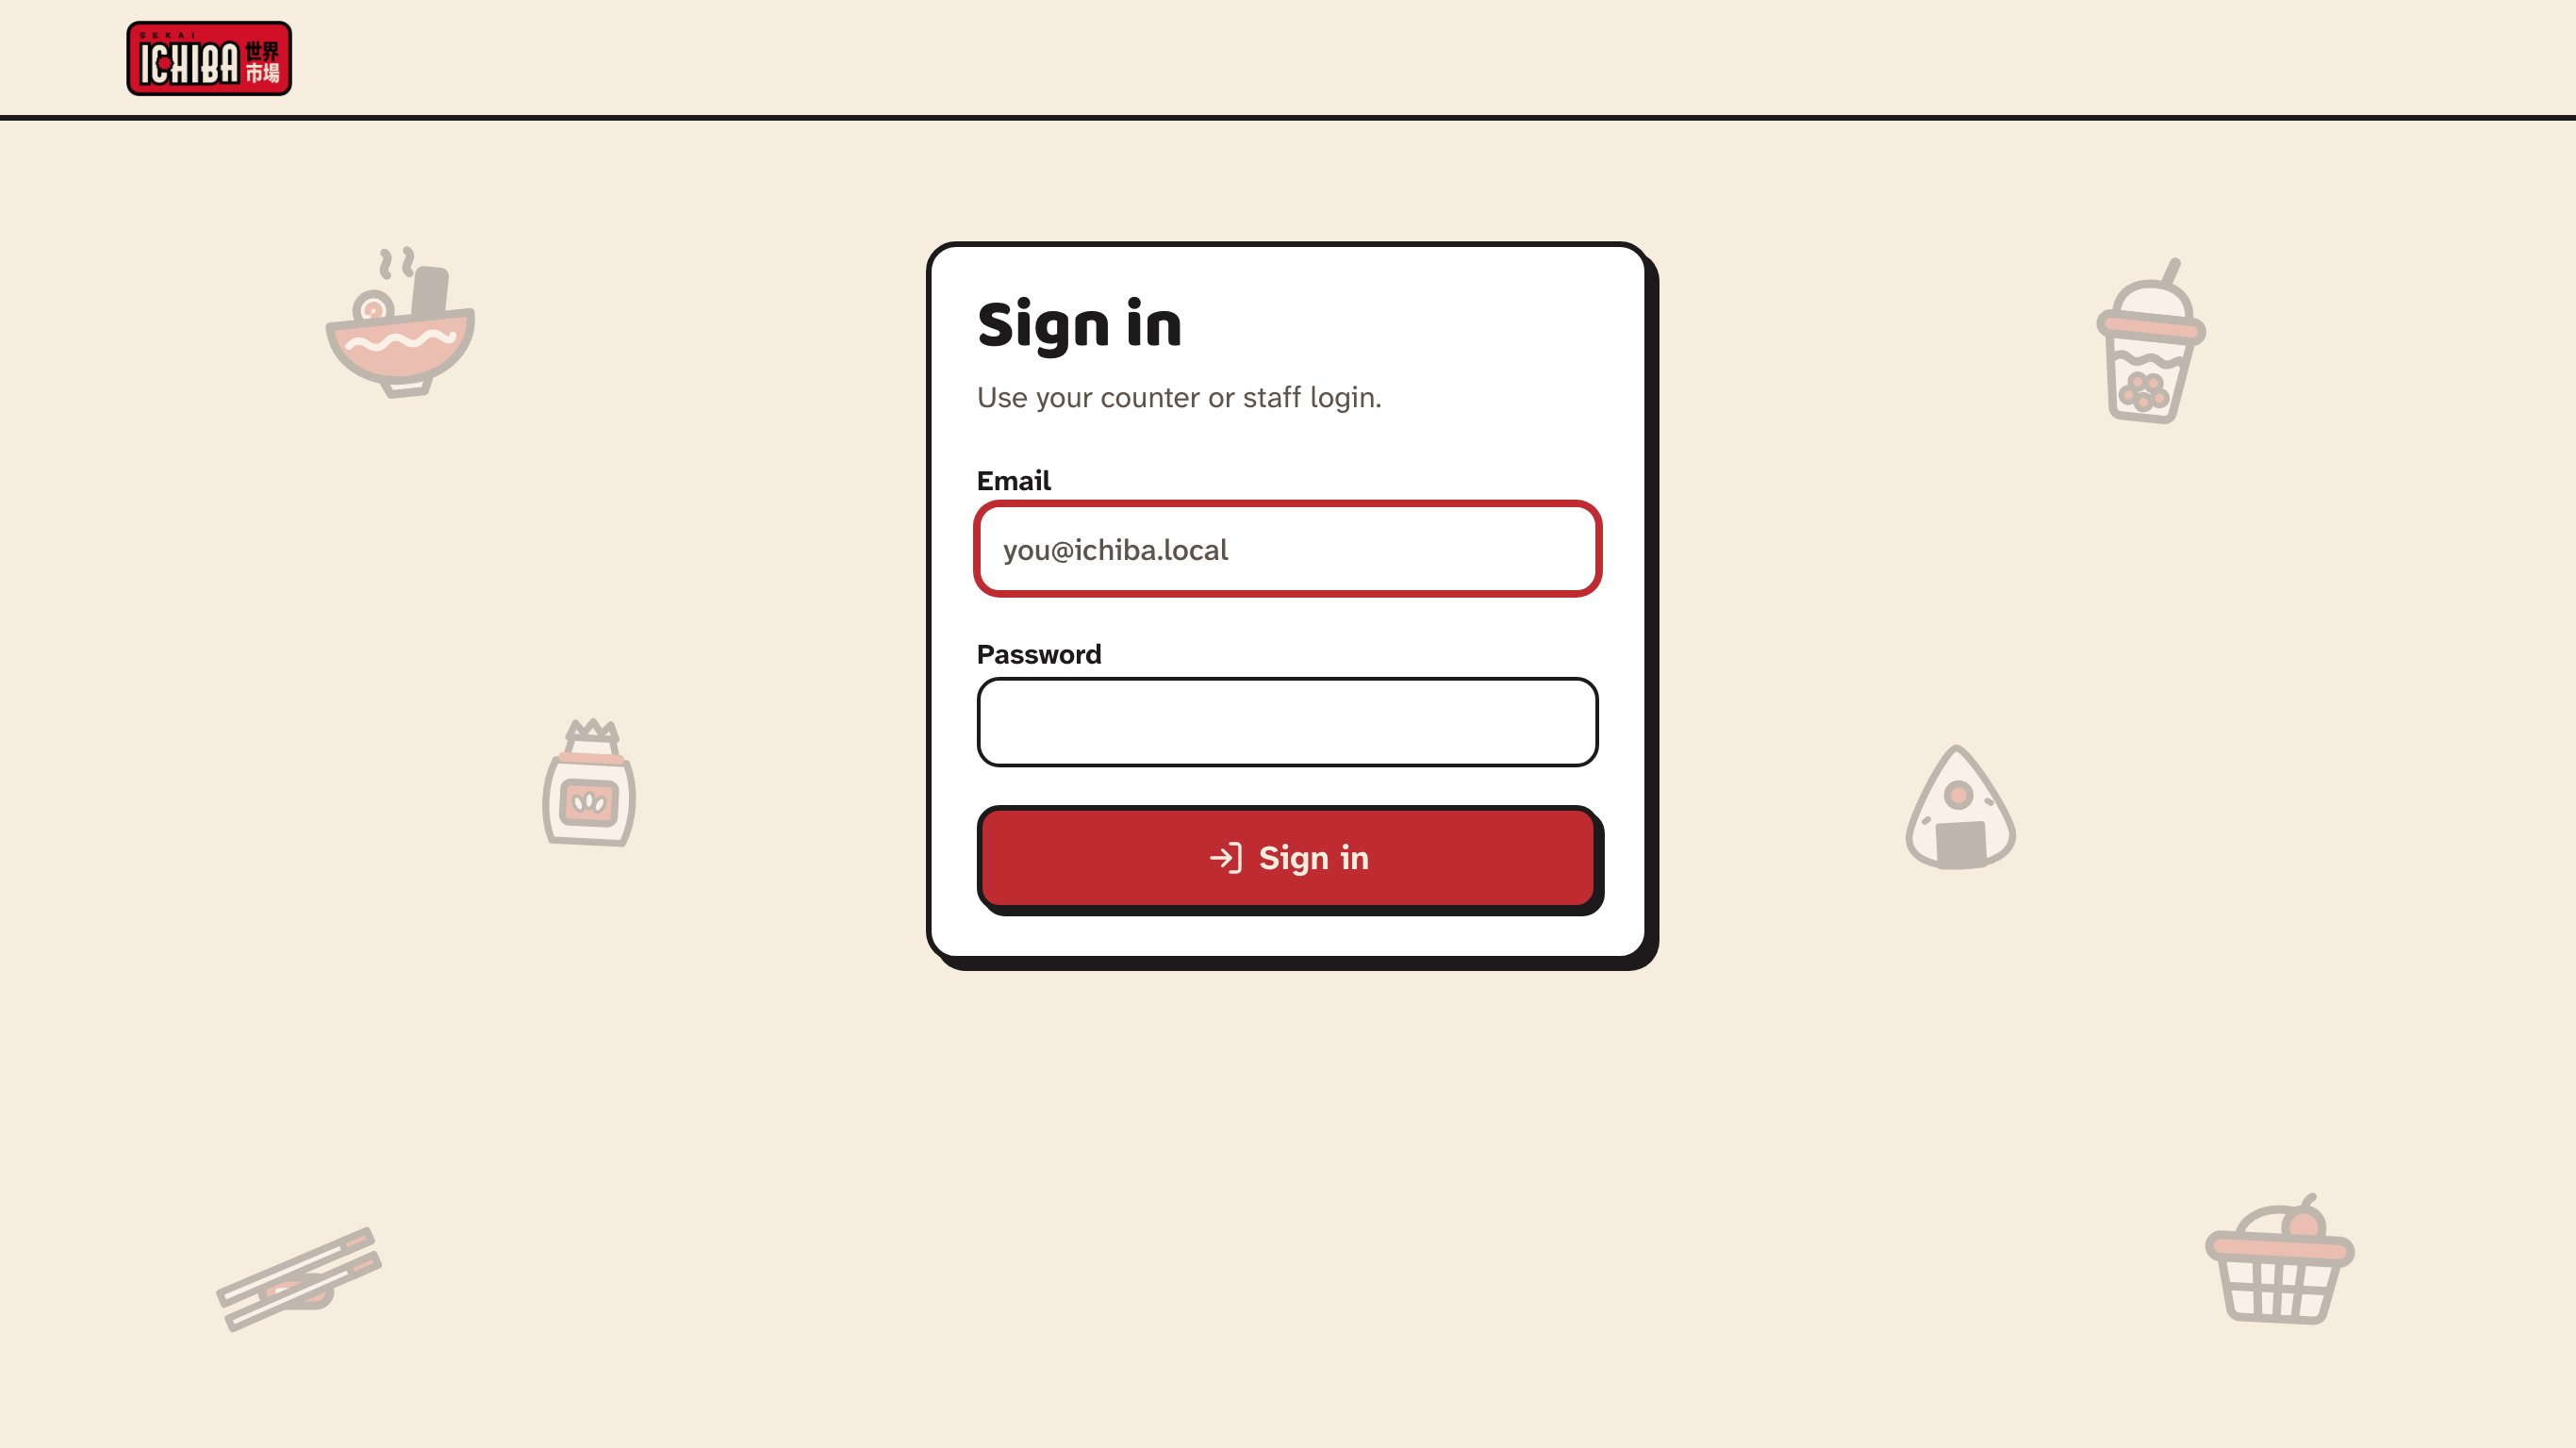 SEKAI
ICHIBA 世界
市場
Sign in
Use your counter or staff login.
Email
you@ichiba.local
Password
Sign in